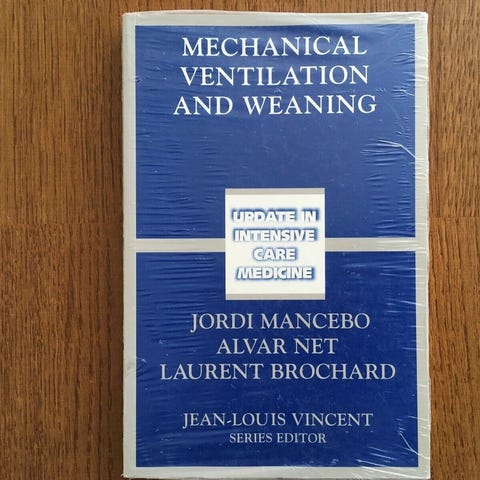 MECHANICAL
VENTILATION
AND WEANING
UPDATE IN
INTENSIVE
CARE
MEDICINE
JORDI MANCEBO
ALVAR NET
LAURENT BROCHARD
JEAN-LOUIS VINCENT
SERIES EDITOR